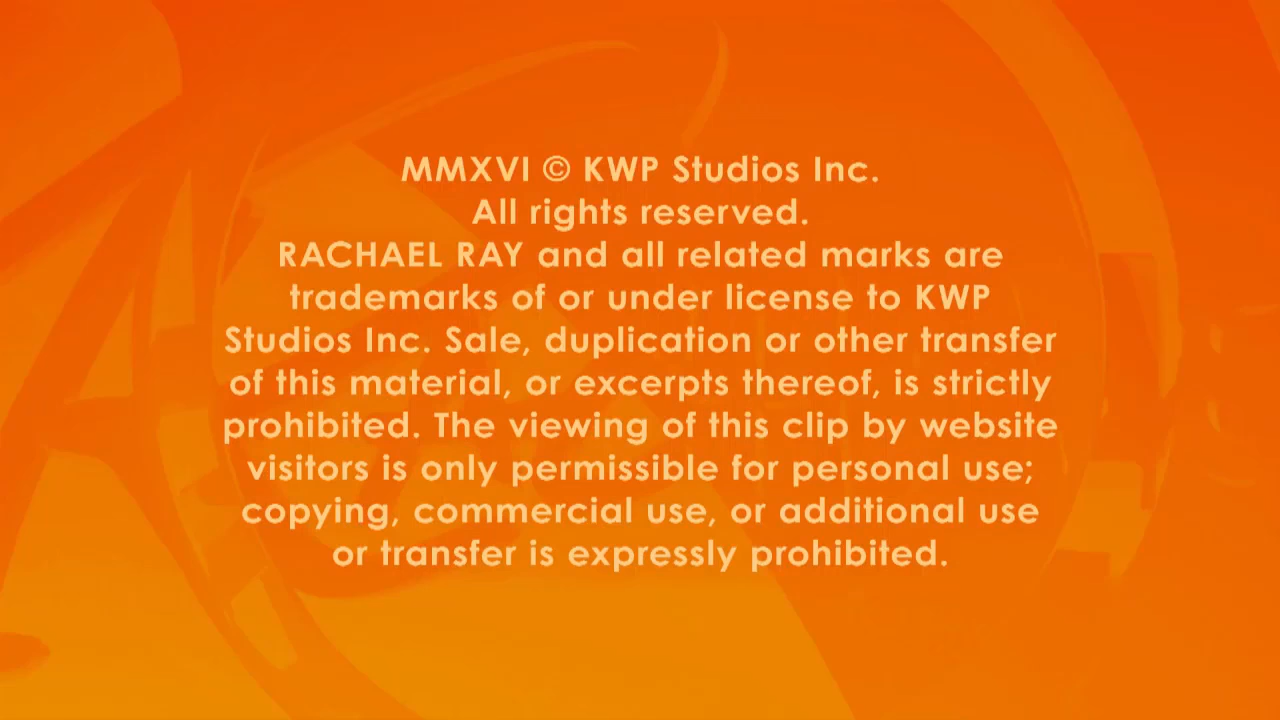 MMXVI © KWP Studios Inc.
All rights reserved.
RACHAEL RAY and all related marks are
trademarks of or under license to KWP
Studios Inc. Sale, duplication or other transfer
of this material, or excerpts thereof, is strictly
prohibited. The viewing of this clip by website
visitors is only permissible for personal use;
copying, commercial use, or additional use
or transfer is expressly prohibited.